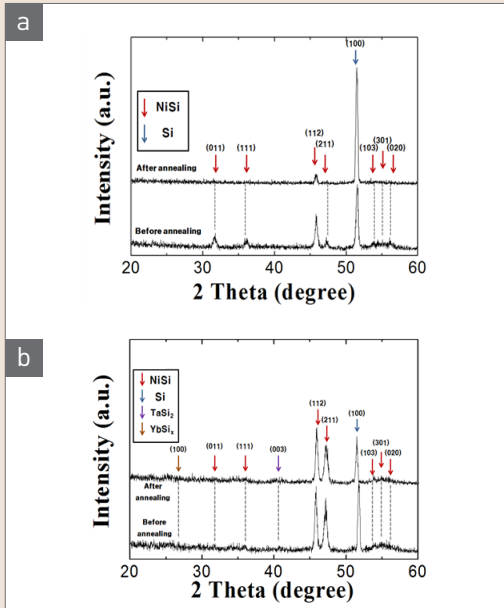 a
(100)
NiSi
Si
(011)
(111)
(112)
(211)
(103)
(301)
(020)
After annealing
Before annealing
Intensity (a.u.)
20 30 40 50 60
2 Theta (degree)
b
NiSi
Si
TaSi₂
YbSiₓ
(100)
(011)
(111)
(003)
(112)
(211)
(100)
(103)
(301)
(020)
After
annealing
Before
annealing
Intensity (a.u.)
20 30 40 50 60
2 Theta (degree)